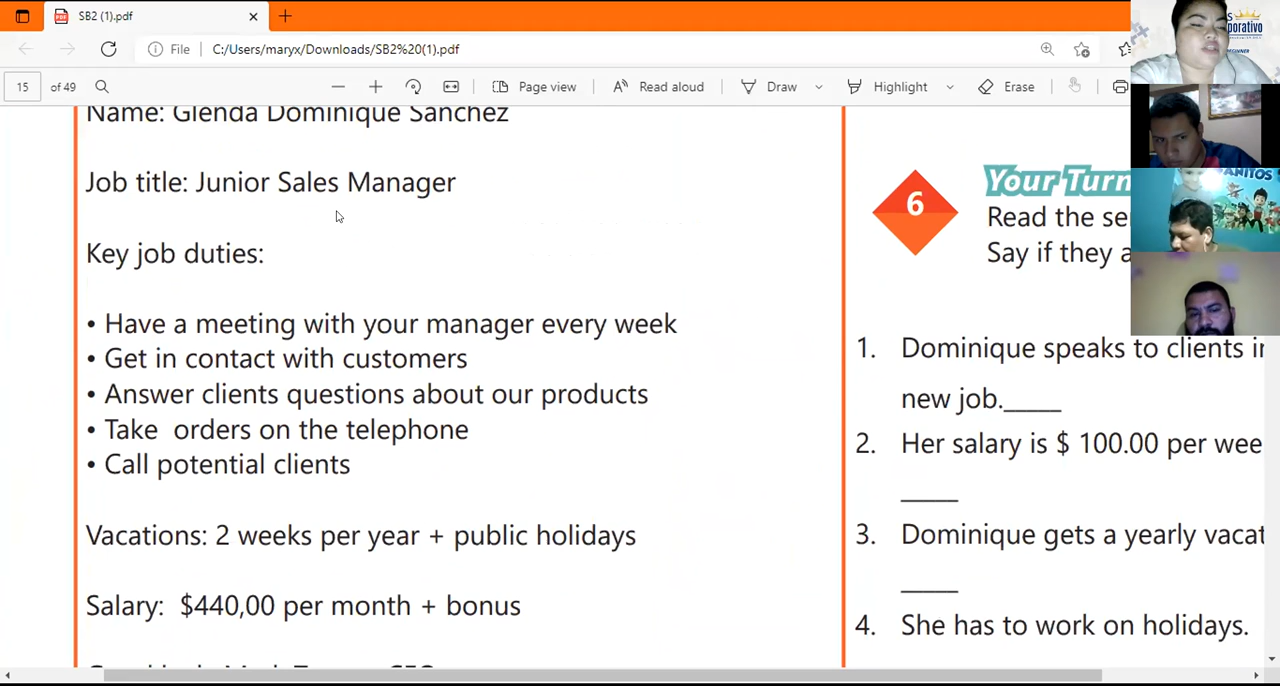 SB2 (1).pdf
File C:/Users/maryx/Downloads/SB2%20(1).pdf
15 of 49 Page view Read aloud Draw Highlight Erase
Name: Glenda Dominique Sanchez
Job title: Junior Sales Manager
Key job duties:
• Have a meeting with your manager every week
• Get in contact with customers
• Answer clients questions about our products
• Take orders on the telephone
• Call potential clients
Vacations: 2 weeks per year + public holidays
Salary: $440,00 per month + bonus
6 Your Turn
Read the
Say if they
1. Dominique speaks to clients
new job._____
2. Her salary is $ 100.00 per
_____
3. Dominique gets a yearly
____
4. She has to work on holidays.